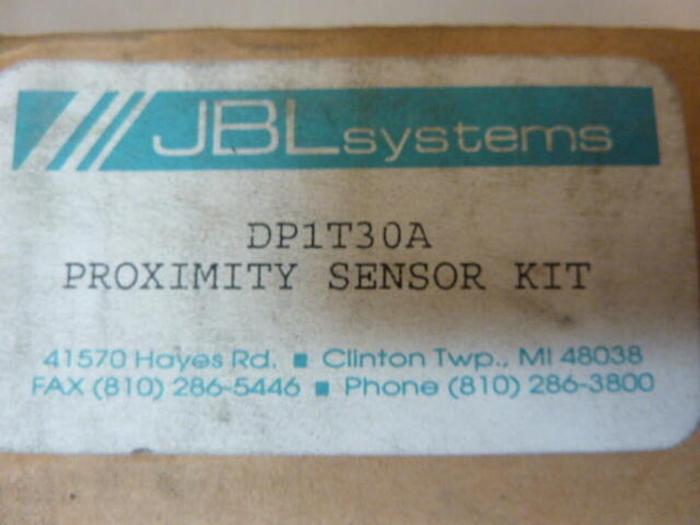 JBLsystems
DP1T30A
PROXIMITY SENSOR KIT
41570 Hayes Rd. ■ Clinton Twp., MI 48038
FAX (810) 286-5446 ■ Phone (810) 286-3800